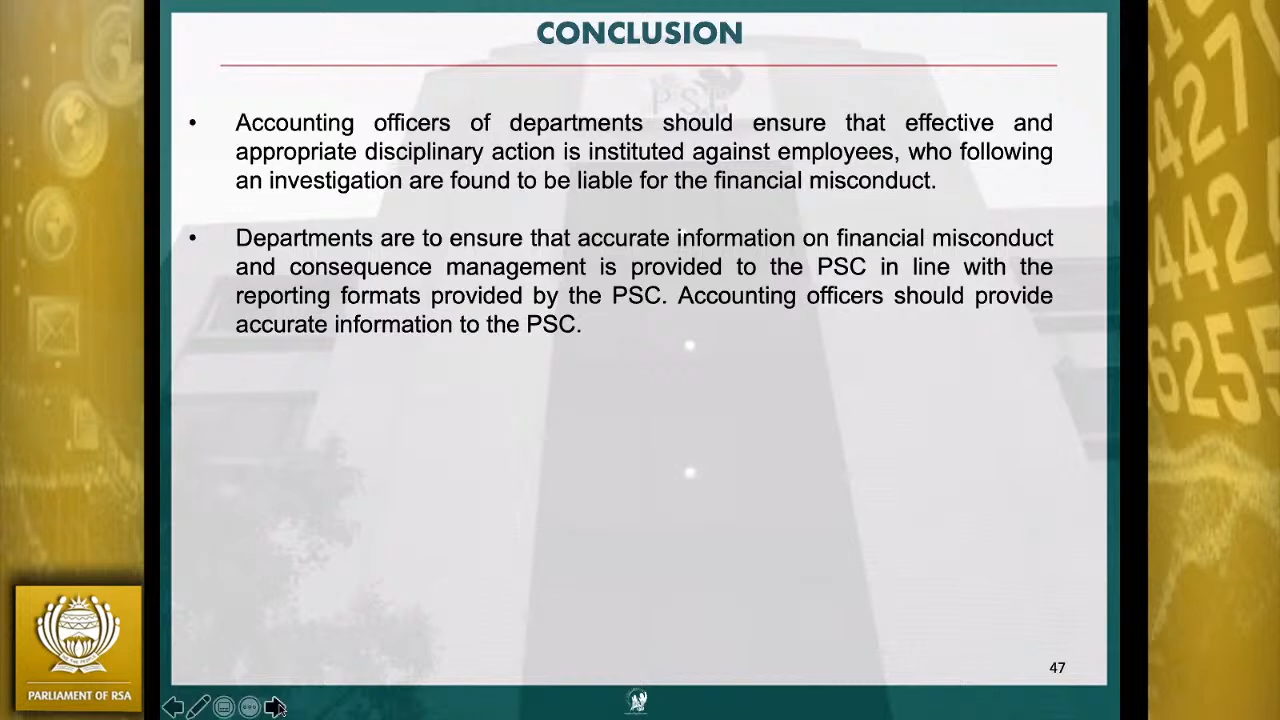 CONCLUSION
• Accounting officers of departments should ensure that effective and
appropriate disciplinary action is instituted against employees, who following
an investigation are found to be liable for the financial misconduct.
• Departments are to ensure that accurate information on financial misconduct
and consequence management is provided to the PSC in line with the
reporting formats provided by the PSC. Accounting officers should provide
accurate information to the PSC.
47
PARLIAMENT OF RSA
427
442
6255